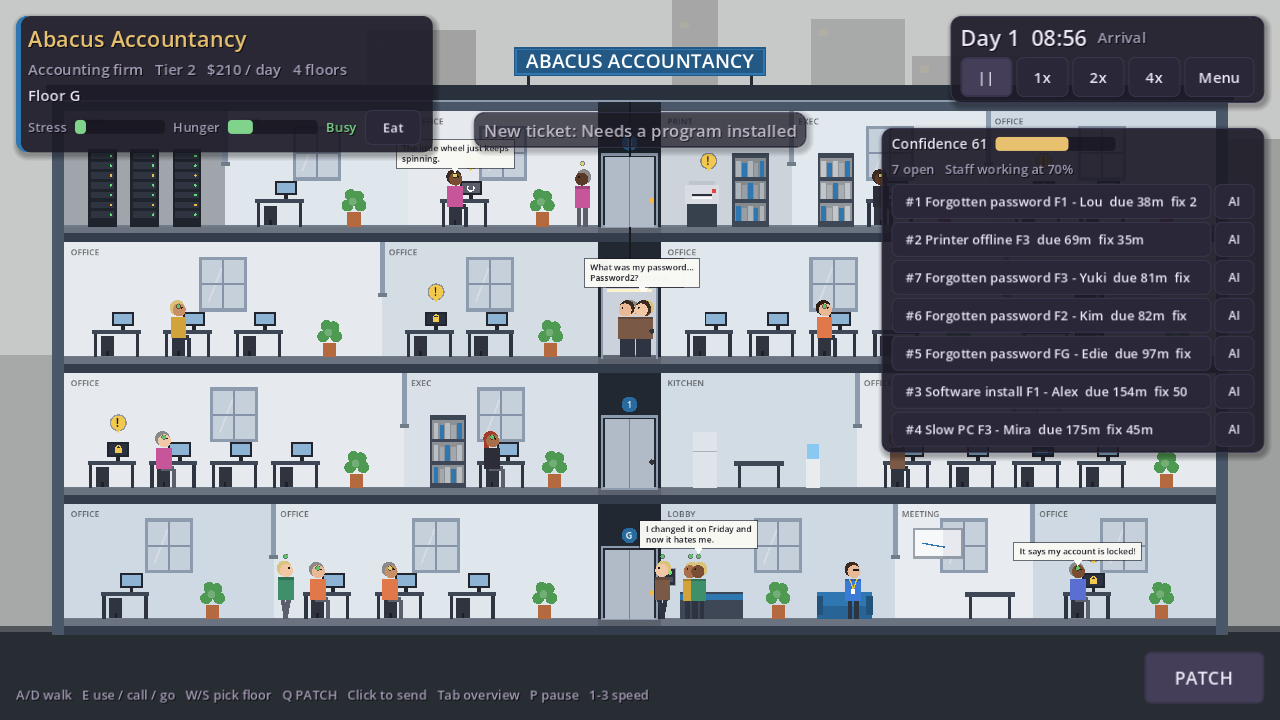 Abacus Accountancy
Accounting firm Tier 2 $210 / day 4 floors
Floor G
Stress Hunger Busy Eat
ABACUS ACCOUNTANCY
Day 1 08:56 Arrival
|| 1x 2x 4x Menu
New ticket: Needs a program installed
Confidence 61
7 open Staff working at 70%
#1 Forgotten password F1 - Lou due 38m fix 2 AI
#2 Printer offline F3 due 69m fix 35m AI
#7 Forgotten password F3 - Yuki due 81m fix AI
#6 Forgotten password F2 - Kim due 82m fix AI
#5 Forgotten password FG - Edie due 97m fix AI
#3 Software install F1 - Alex due 154m fix 50 AI
#4 Slow PC F3 - Mira due 175m fix 45m AI
PRINT
OFFICE
wheel just keeps
spinning.
OFFICE
OFFICE
OFFICE
What was my password...
Password2?
OFFICE
EXEC
1
KITCHEN
OFFICE
OFFICE
G
LOBBY
MEETING
OFFICE
I changed it on Friday and
now it hates me.
It says my account is locked!
PATCH
A/D walk E use / call / go W/S pick floor Q PATCH Click to send Tab overview P pause 1-3 speed